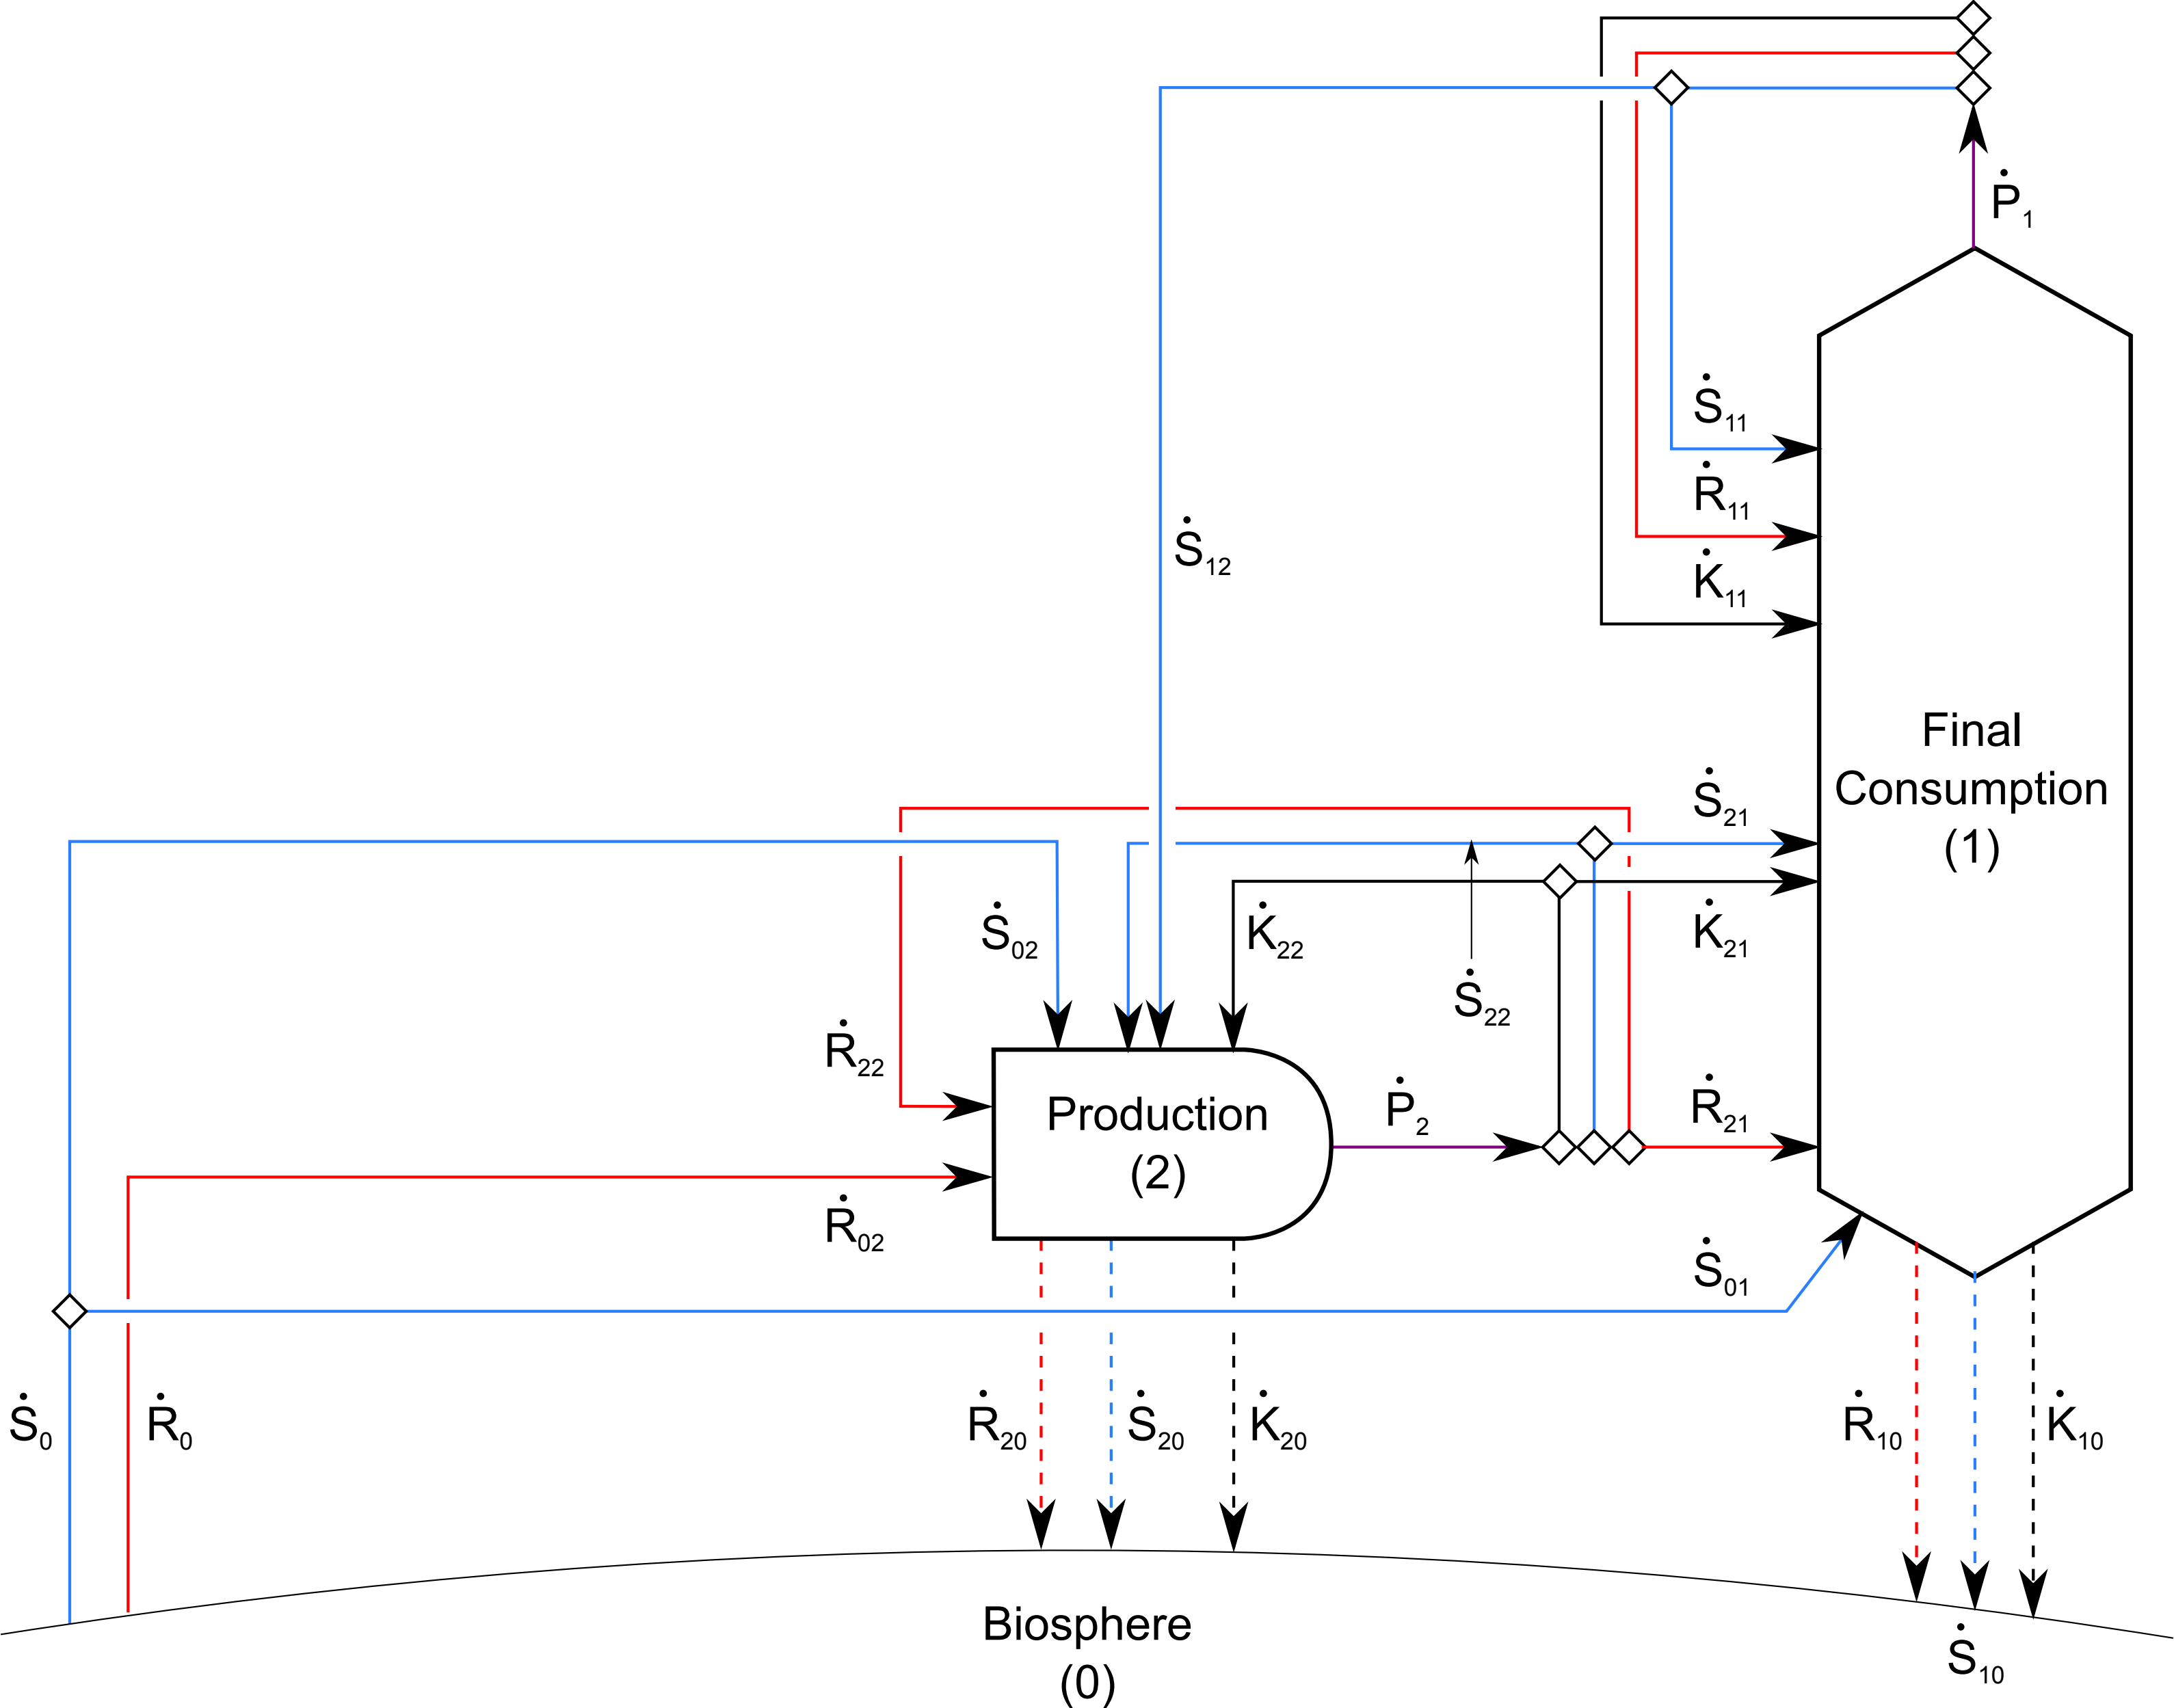 Ṗ₁
Ṡ₁₁
Ṙ₁₁
Ṡ₁₂
K̇₁₁
Final
Consumption
(1)
Ṡ₂₁
Ṡ₀₂
K̇₂₂
K̇₂₁
Ṡ₂₂
Ṙ₂₂
Production
(2)
Ṗ₂
Ṙ₂₁
Ṙ₀₂
Ṡ₀₁
Ṡ₀
Ṙ₀
Ṙ₂₀
Ṡ₂₀
K̇₂₀
Ṙ₁₀
K̇₁₀
Biosphere
(0)
Ṡ₁₀